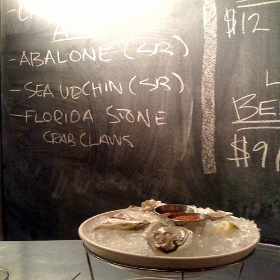 - ABALONE (SR)
- SEA URCHIN (SR)
- FLORIDA STONE
CRAB CLAWS
$12
L
BE
$9